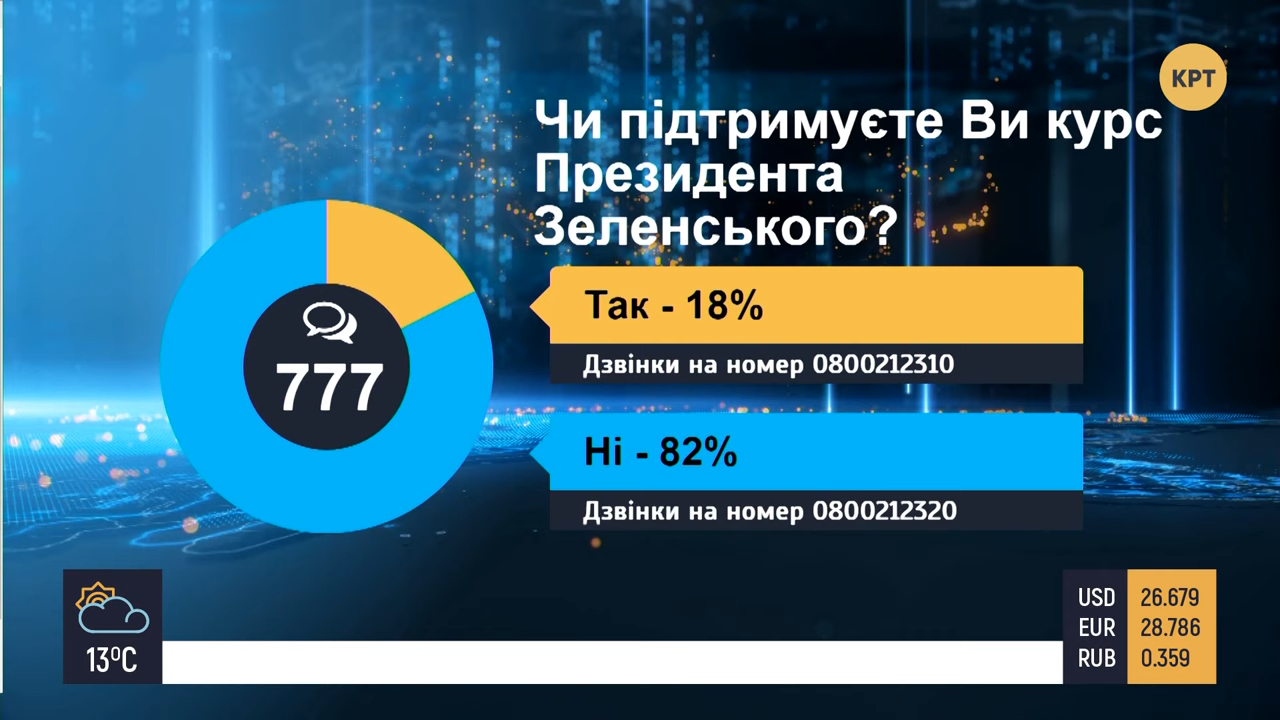 КРТ
Чи підтримуєте Ви курс
Президента
Зеленського?
Так - 18%
Дзвінки на номер 0800212310
777
Ні - 82%
Дзвінки на номер 0800212320
13⁰C
USD 26.679
EUR 28.786
RUB 0.359